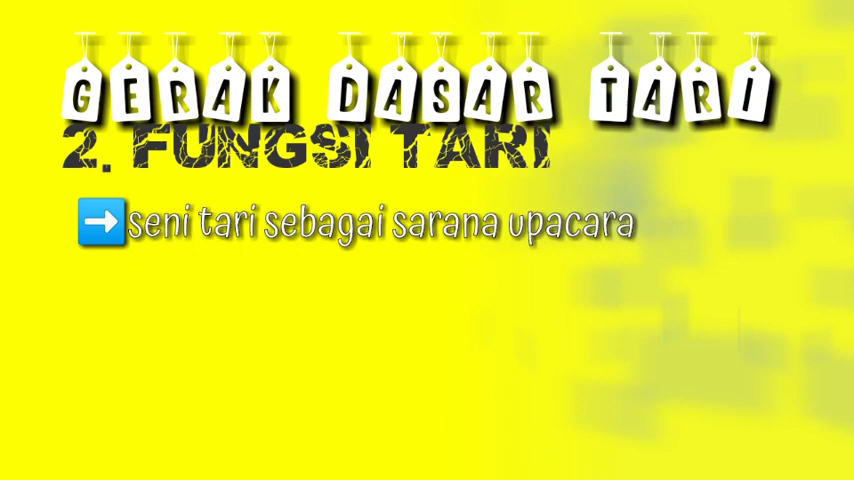 GERAK DASAR TARI
2. FUNGSI TARI
➡seni tari sebagai sarana upacara